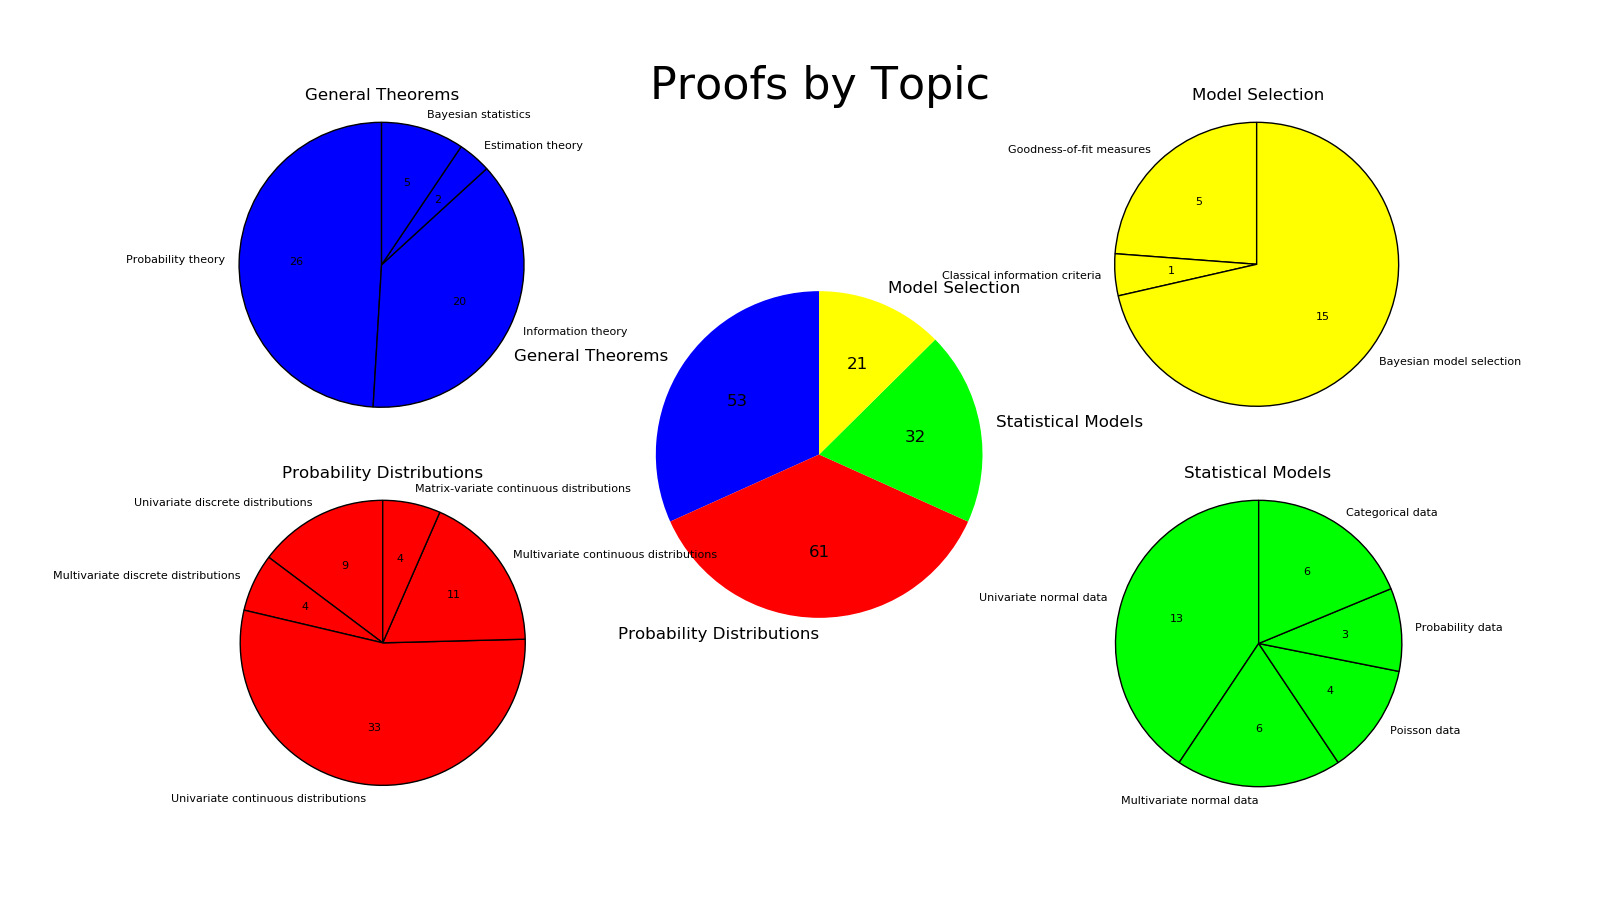 Proofs by Topic
General Theorems
Bayesian statistics
Estimation theory
5
2
Probability theory
26
20
Information theory
Model Selection
Goodness-of-fit measures
5
Classical information criteria
1
15
Bayesian model selection
Model Selection
General Theorems
21
53
32
Statistical Models
61
Probability Distributions
Probability Distributions
Matrix-variate continuous distributions
Univariate discrete distributions
9
4
Multivariate continuous distributions
Multivariate discrete distributions
4
11
33
Univariate continuous distributions
Statistical Models
Categorical data
6
Univariate normal data
13
3
Probability data
4
6
Poisson data
Multivariate normal data